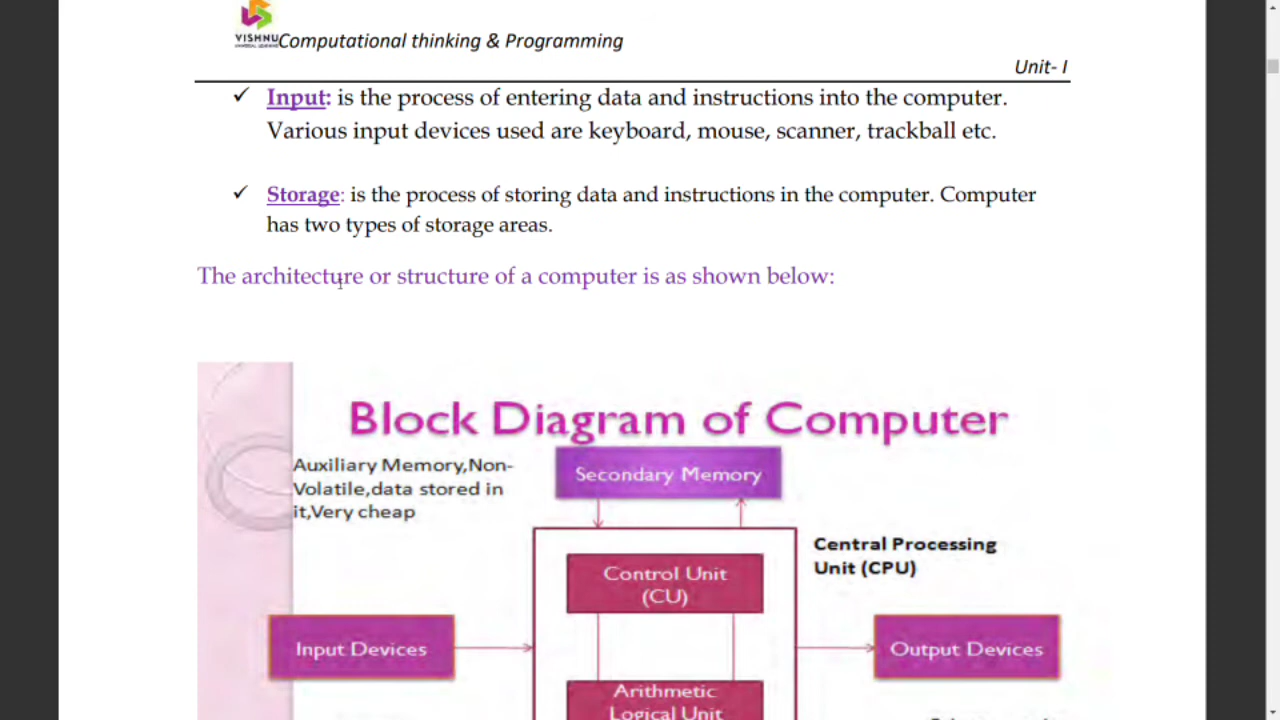 VISHNU
UNIVERSAL LEARNING
Computational thinking & Programming
Unit- I
✓ Input: is the process of entering data and instructions into the computer.
Various input devices used are keyboard, mouse, scanner, trackball etc.
✓ Storage: is the process of storing data and instructions in the computer. Computer
has two types of storage areas.
The architecture or structure of a computer is as shown below:
Block Diagram of Computer
Auxiliary Memory,Non-
Volatile,data stored in
it,Very cheap
Secondary Memory
Central Processing
Unit (CPU)
Control Unit
(CU)
Input Devices
Output Devices
Arithmetic
Logical Unit